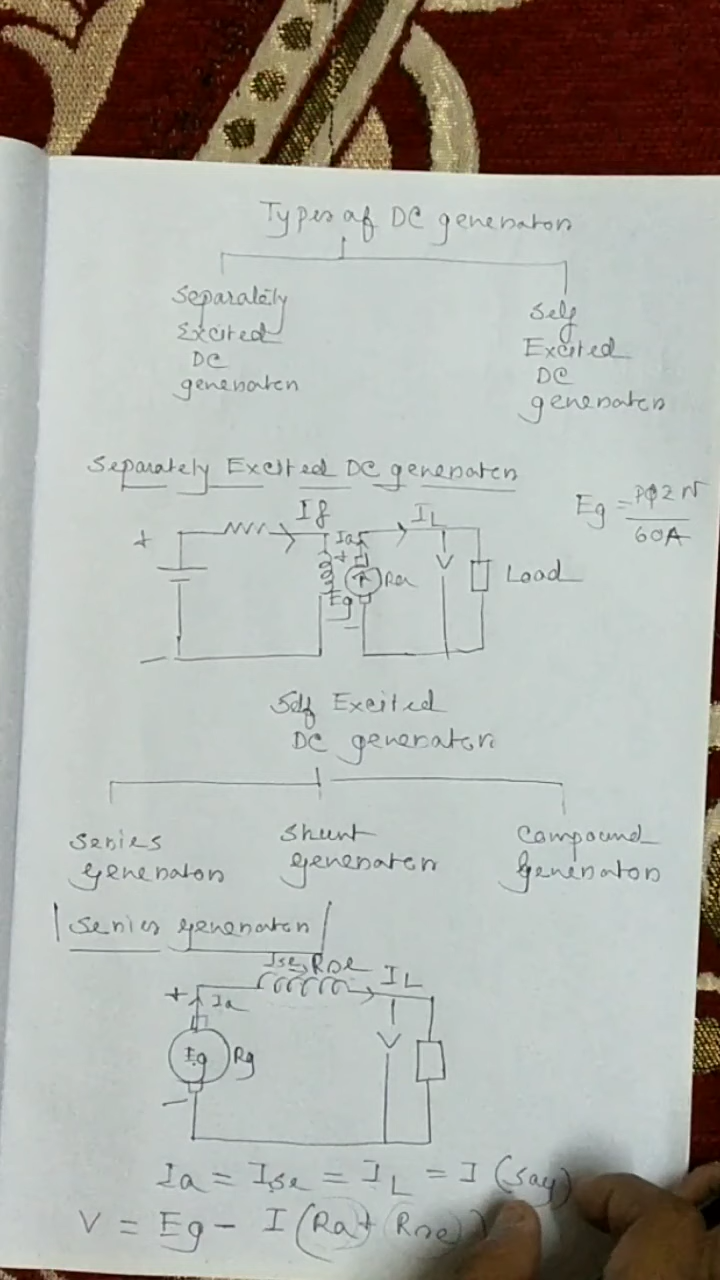 Types of DC generator
Separately
Excited
DC
generator
Self
Excited
DC
generator
Separately Excited DC generator
Eg = PφZN
60A
+
If
Ia
IL
+
Eg
Ra
V
Load
-
-
Self Excited
DC generator
Series
generator
Shunt
generator
Compound
generator
Series generator
Ise, Rse
IL
+
Ia
Eg
Rg
V
-
Ia = Ise = IL = I (say)
V = Eg - I (Ra + Rse)